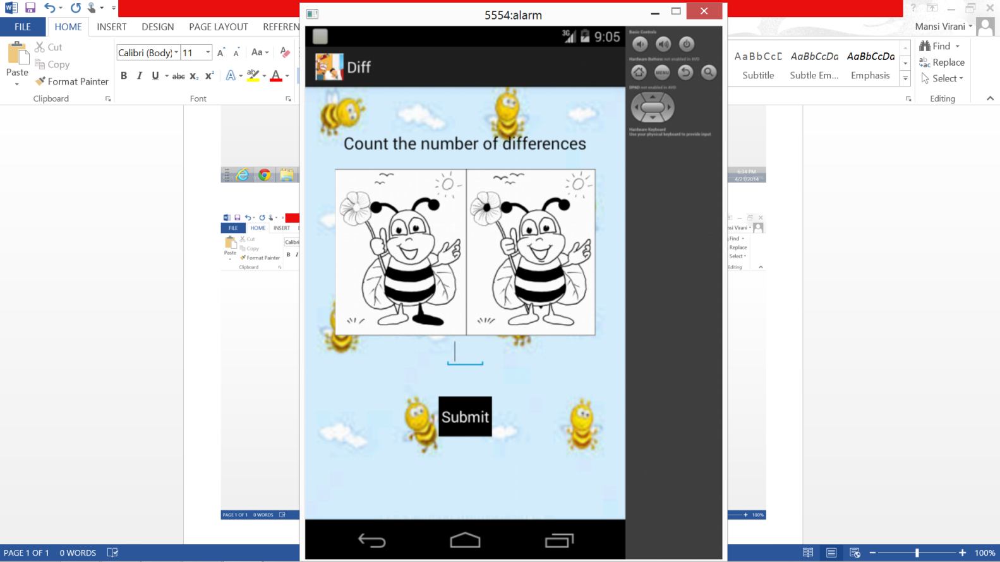 5554:alarm
FILE HOME INSERT DESIGN PAGE LAYOUT REFEREN
Mansi Virani
Cut
Copy
Paste
Format Painter
Clipboard
Calibri (Body) 11
Aa
B I U abc X₂ X²
A A
Font
AaBbCcD AaBbCcDa AaBbCcDa
Subtitle Subtle Em... Emphasis
Find
Replace
Select
Editing
3G 9:05
Diff
Count the number of differences
Submit
Basic Controls
Hardware Buttons not enabled in AVD
MENU
DPAD not enabled in AVD
Hardware Keyboard
Use your physical keyboard to provide input
6:34 PM
4/21/2014
FILE HOME INSERT
nsi Virani
Cut
Copy
Paste
Format Painter
Clipboard
Calibri
B I
Find
Replace
Select
Editing
PAGE 1 OF 1 0 WORDS
100%
PAGE 1 OF 1 0 WORDS
100%